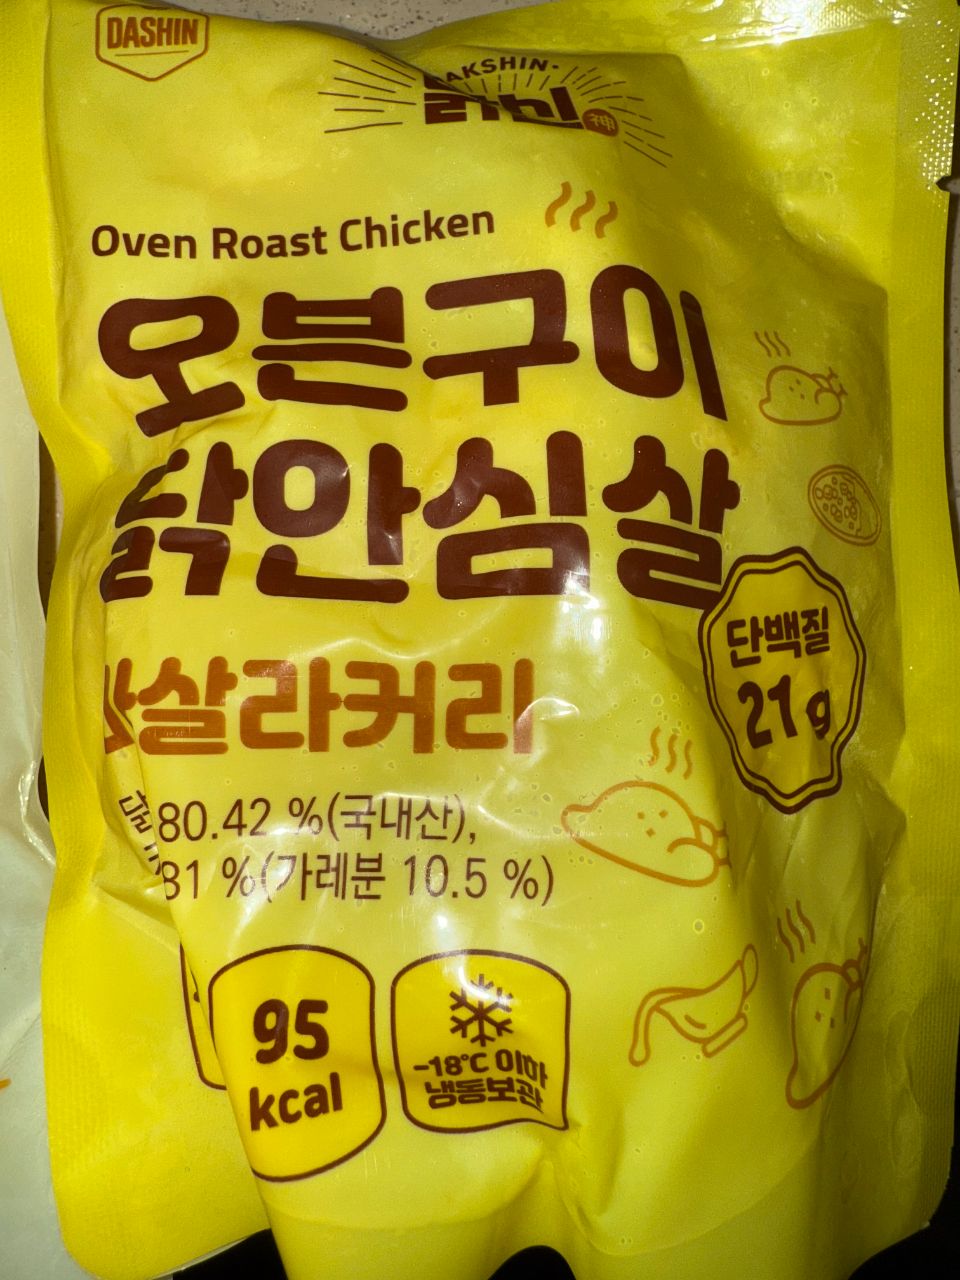 DASHIN
神
Oven Roast Chicken
오븐구이
닭안심살
살라커리
단백질
21g
80.42 %(국내산),
81 %(가레분 10.5 %)
95
kcal
-18℃ 이하
냉동보관